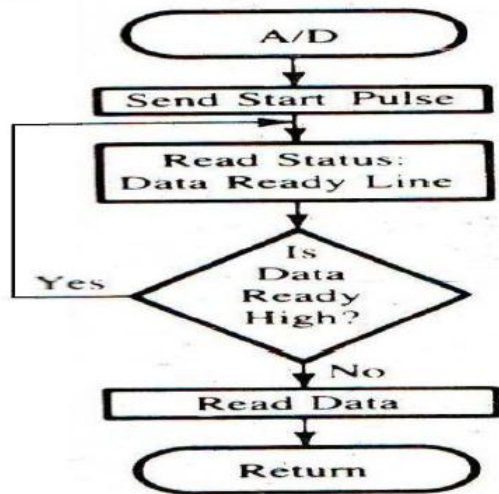 A/D
Send Start Pulse
Read Status:
Data Ready Line
Is
Data
Ready
High?
Yes
No
Read Data
Return